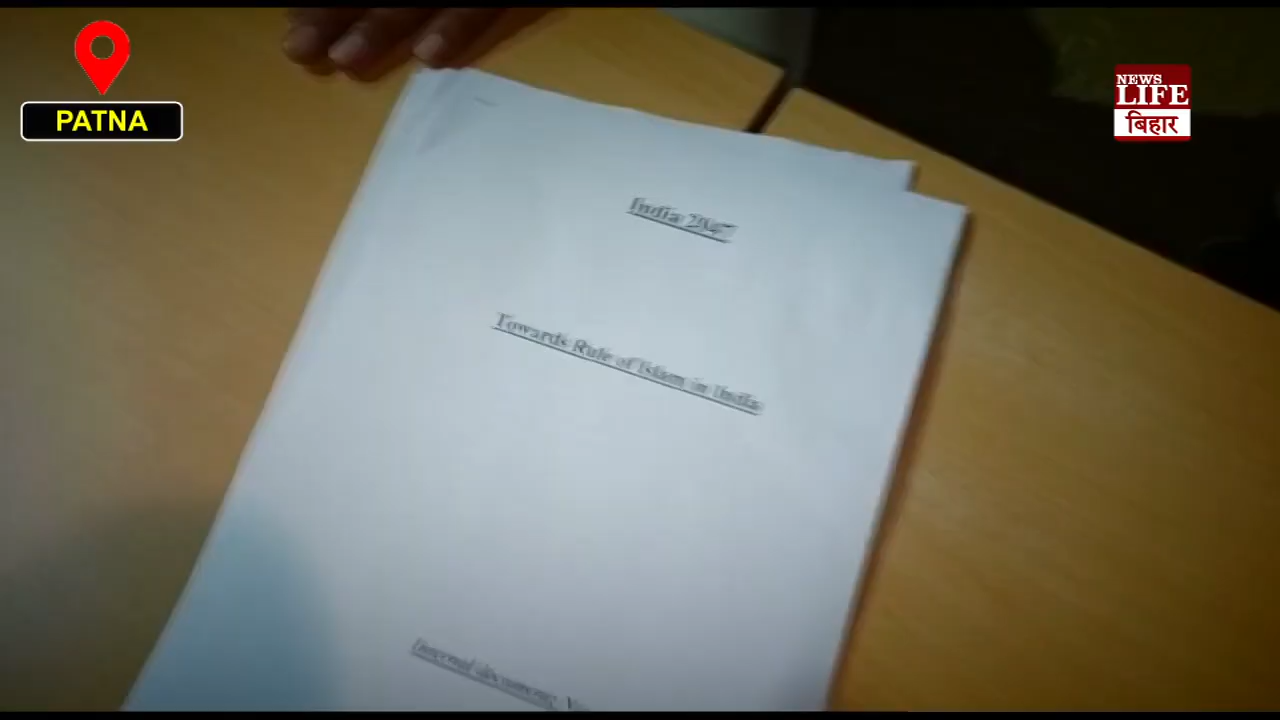 PATNA
NEWS
LIFE
बिहार
India 2047
Towards Rule of Islam in India
Internal document,